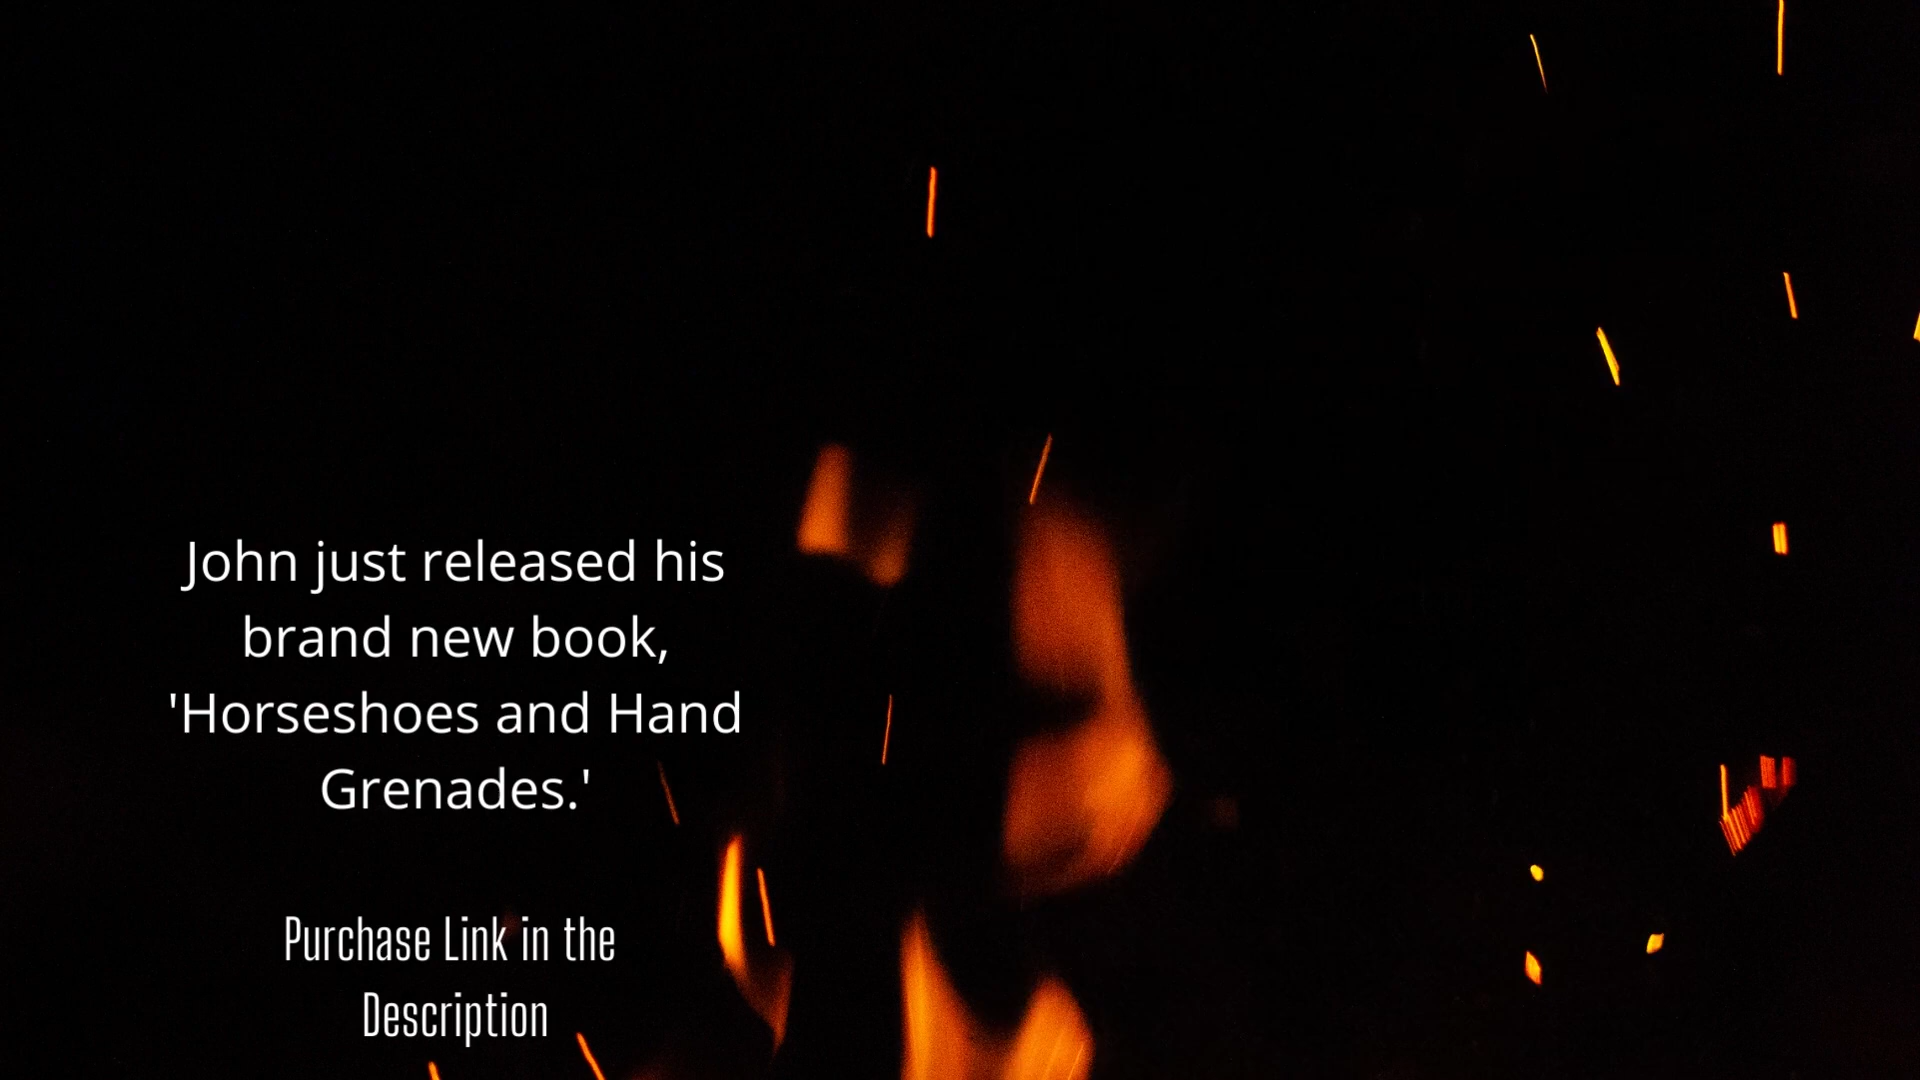 John just released his
brand new book,
'Horseshoes and Hand
Grenades.'
Purchase Link in the
Description